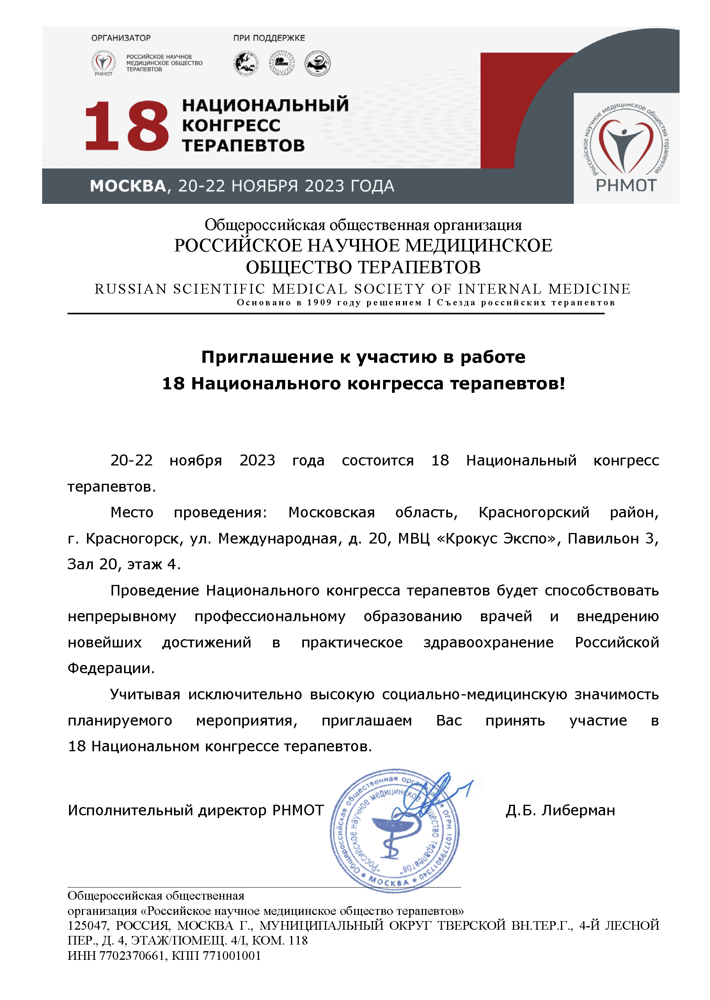 ОРГАНИЗАТОР
ПРИ ПОДДЕРЖКЕ
РНМОТ
РОССИЙСКОЕ НАУЧНОЕ
МЕДИЦИНСКОЕ ОБЩЕСТВО
ТЕРАПЕВТОВ
18
НАЦИОНАЛЬНЫЙ
КОНГРЕСС
ТЕРАПЕВТОВ
МОСКВА, 20-22 НОЯБРЯ 2023 ГОДА
Российское научное медицинское общество терапевтов
РНМОТ
Общероссийская общественная организация
РОССИЙСКОЕ НАУЧНОЕ МЕДИЦИНСКОЕ
ОБЩЕСТВО ТЕРАПЕВТОВ
RUSSIAN SCIENTIFIC MEDICAL SOCIETY OF INTERNAL MEDICINE
Основано в 1909 году решением I Съезда российских терапевтов
Приглашение к участию в работе
18 Национального конгресса терапевтов!
20-22 ноября 2023 года состоится 18 Национальный конгресс
терапевтов.
Место проведения: Московская область, Красногорский район,
г. Красногорск, ул. Международная, д. 20, МВЦ «Крокус Экспо», Павильон 3,
Зал 20, этаж 4.
Проведение Национального конгресса терапевтов будет способствовать
непрерывному профессиональному образованию врачей и внедрению
новейших достижений в практическое здравоохранение Российской
Федерации.
Учитывая исключительно высокую социально-медицинскую значимость
планируемого мероприятия, приглашаем Вас принять участие в
18 Национальном конгрессе терапевтов.
Исполнительный директор РНМОТ
Д.Б. Либерман
Общероссийская общественная организация ОГРН 1077799017340
* МОСКВА *
"Российское научное медицинское общество терапевтов"
Общероссийская общественная
организация «Российское научное медицинское общество терапевтов»
125047, РОССИЯ, МОСКВА Г., МУНИЦИПАЛЬНЫЙ ОКРУГ ТВЕРСКОЙ ВН.ТЕР.Г., 4-Й ЛЕСНОЙ
ПЕР., Д. 4, ЭТАЖ/ПОМЕЩ. 4/I, КОМ. 118
ИНН 7702370661, КПП 771001001